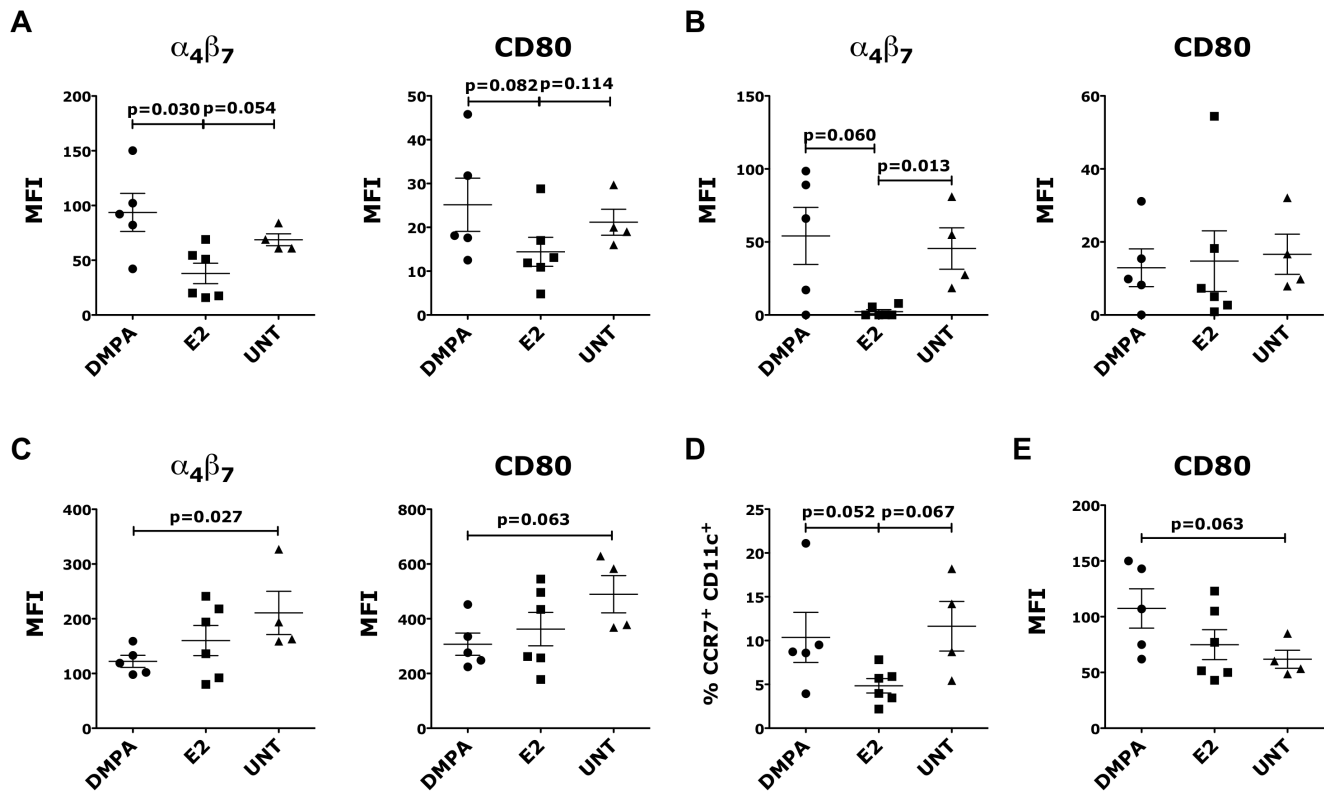 A
α4β7
MFI
200
150
100
50
0
p=0.030
p=0.054
DMPA
E2
UNT
CD80
50
40
30
20
10
0
p=0.082
p=0.114
DMPA
E2
UNT
B
α4β7
MFI
150
100
50
0
p=0.060
p=0.013
DMPA
E2
UNT
CD80
60
40
20
0
DMPA
E2
UNT
C
α4β7
MFI
400
300
200
100
0
p=0.027
DMPA
E2
UNT
CD80
800
600
400
200
0
p=0.063
DMPA
E2
UNT
D
% CCR7+ CD11c+
25
20
15
10
5
0
p=0.052
p=0.067
DMPA
E2
UNT
E
CD80
MFI
200
150
100
50
0
p=0.063
DMPA
E2
UNT